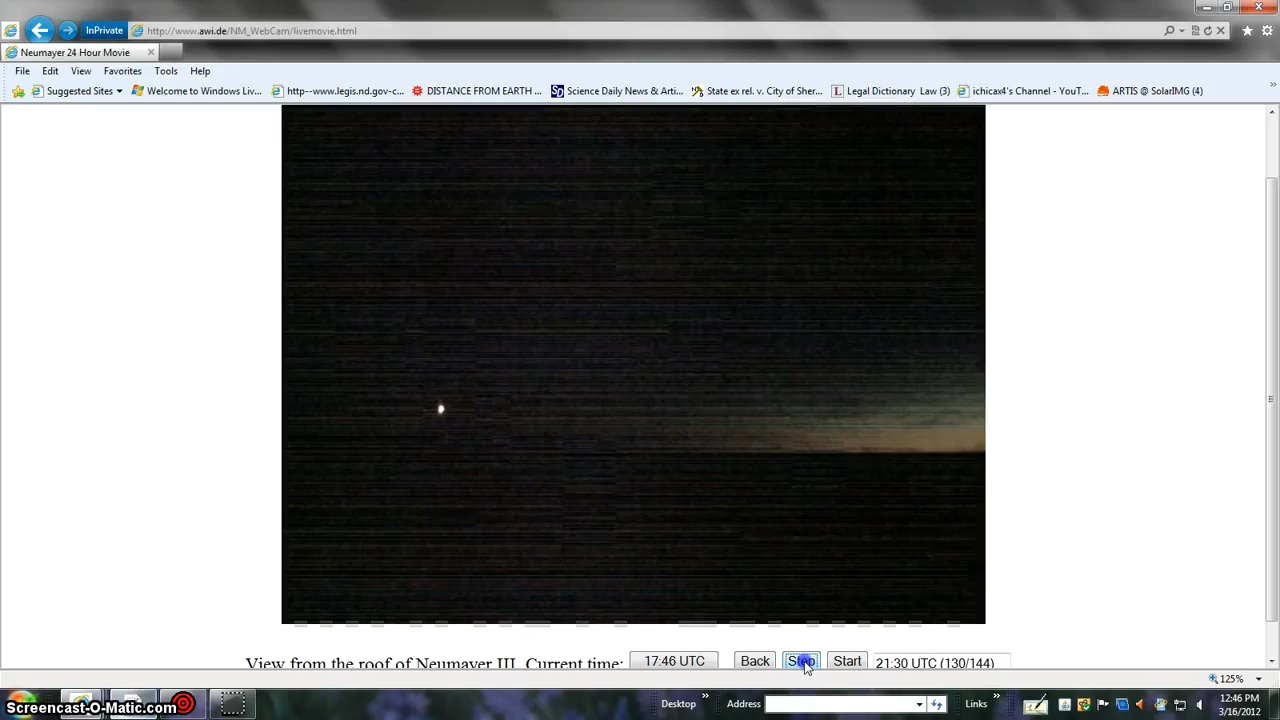 InPrivate http://www.awi.de/NM_WebCam/livemovie.html
Neumayer 24 Hour Movie
File Edit View Favorites Tools Help
Suggested Sites Welcome to Windows Liv... http--www.legis.nd.gov-c... DISTANCE FROM EARTH ... Science Daily News & Arti... State ex rel. v. City of Sher... Legal Dictionary Law (3) ichicax4's Channel - YouT... ARTIS @ SolarIMG (4)
View from the roof of Neumayer III. Current time: 17:46 UTC Back Stop Start 21:30 UTC (130/144)
125%
Screencast-O-Matic.com Desktop Address Links 12:46 PM
3/16/2012